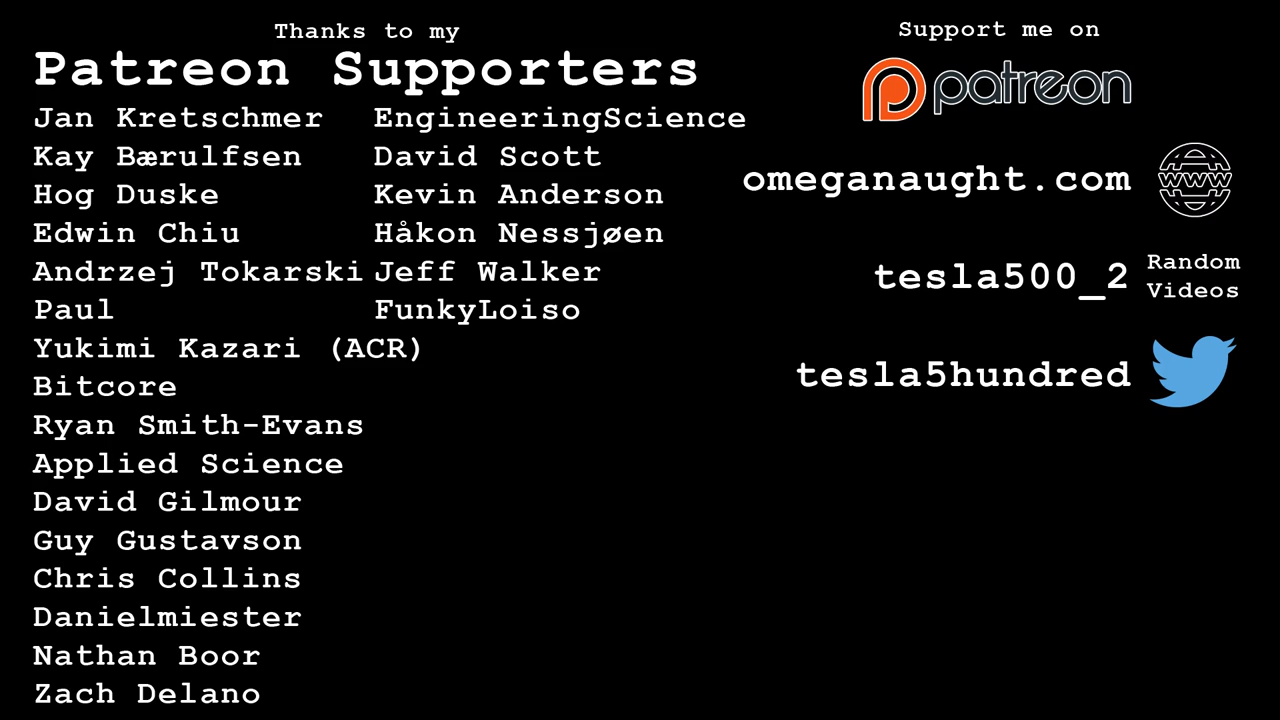 Thanks to my
Patreon Supporters
Jan Kretschmer
Kay Bærulfsen
Hog Duske
Edwin Chiu
Andrzej Tokarski
Paul
Yukimi Kazari (ACR)
Bitcore
Ryan Smith-Evans
Applied Science
David Gilmour
Guy Gustavson
Chris Collins
Danielmiester
Nathan Boor
Zach Delano
EngineeringScience
David Scott
Kevin Anderson
Håkon Nessjøen
Jeff Walker
FunkyLoiso
Support me on
patreon
omeganaught.com
www
tesla500_2
Random
Videos
tesla5hundred